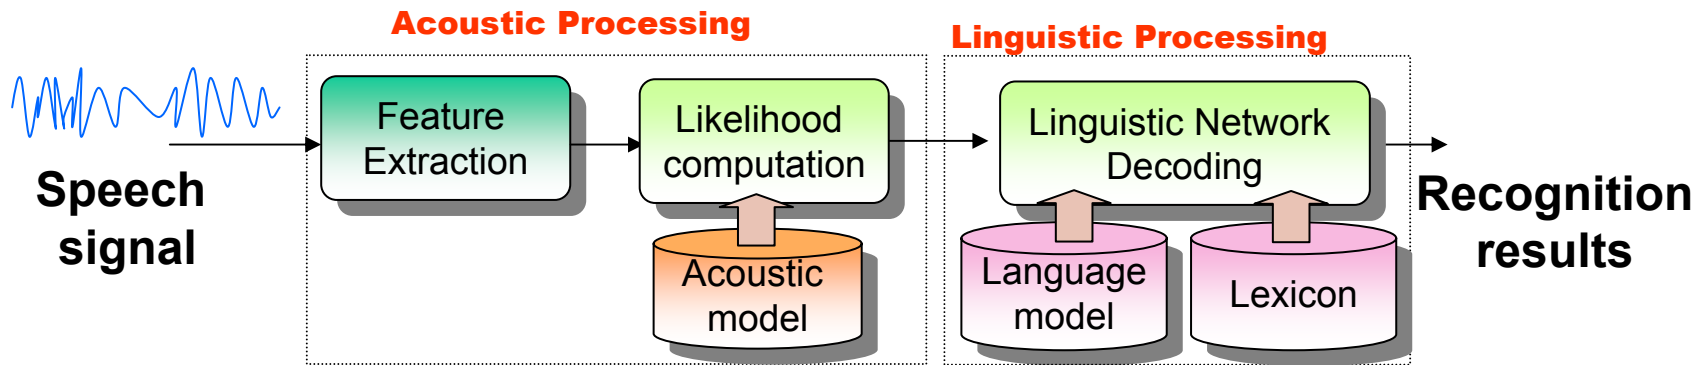 Acoustic Processing
Linguistic Processing
Speech
signal
Feature
Extraction
Likelihood
computation
Acoustic
model
Linguistic Network
Decoding
Language
model
Lexicon
Recognition
results